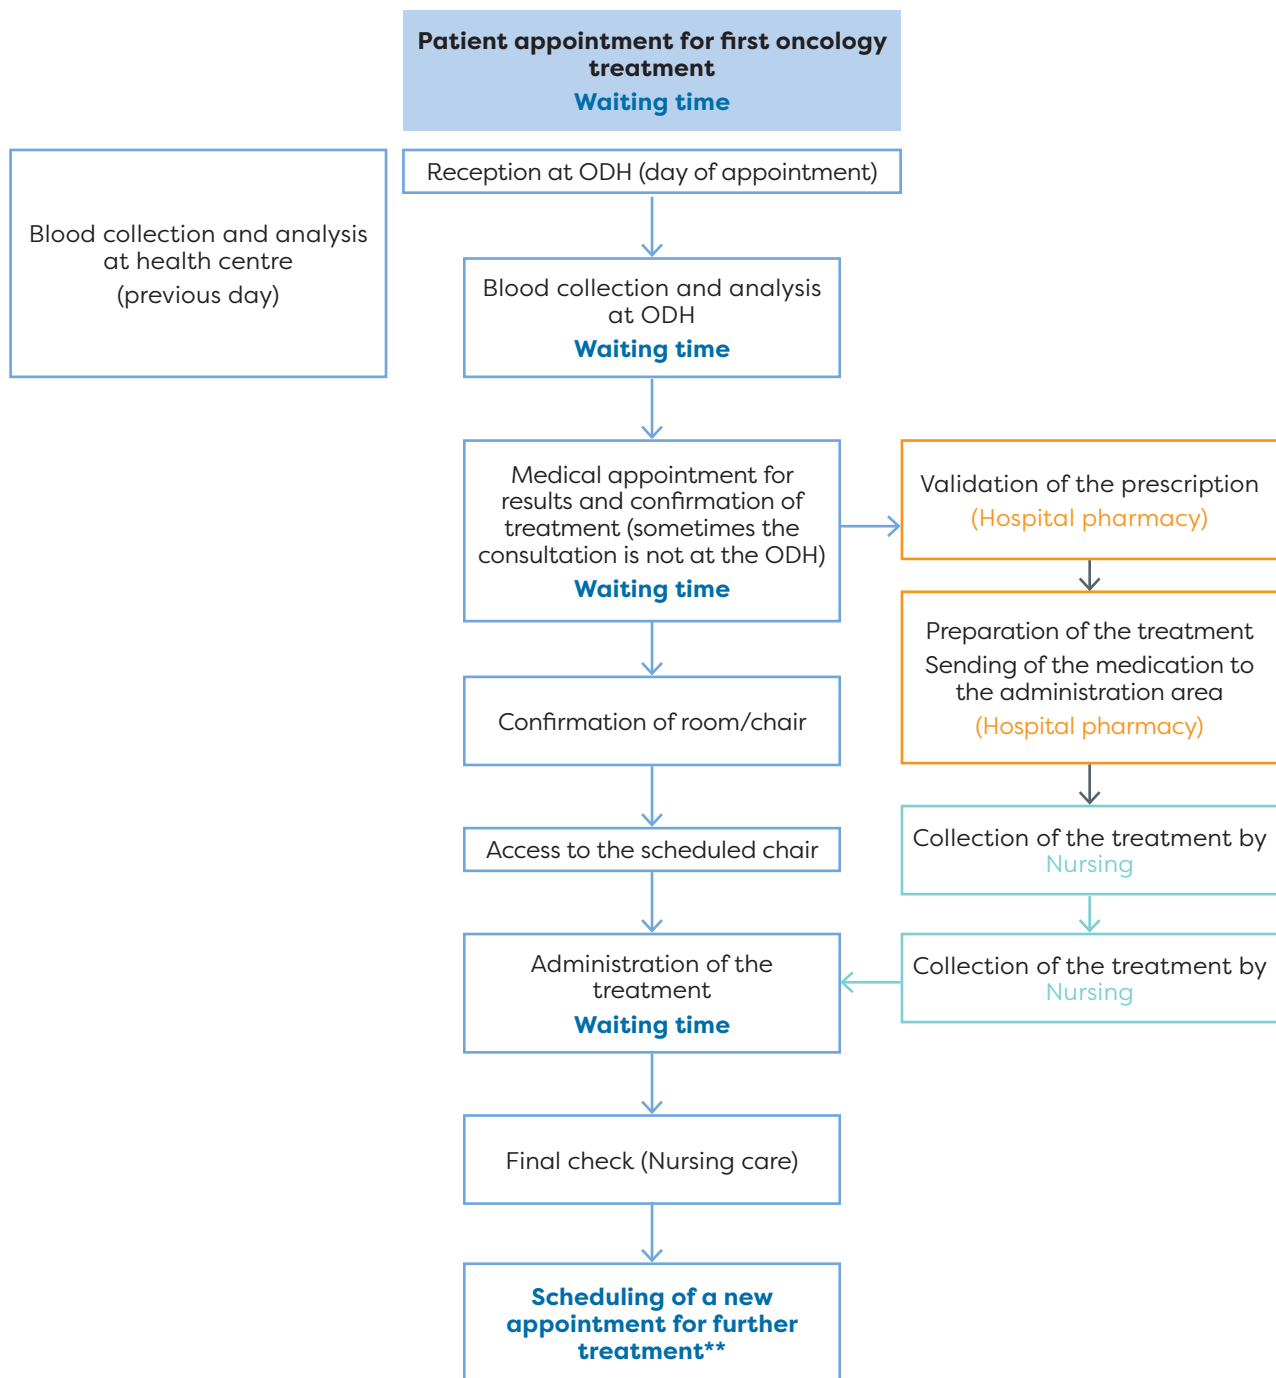 Patient appointment for first oncology
treatment
Waiting time
Reception at ODH (day of appointment)
Blood collection and analysis
at health centre
(previous day)
Blood collection and analysis
at ODH
Waiting time
Medical appointment for
results and confirmation of
treatment (sometimes the
consultation is not at the ODH)
Waiting time
Validation of the prescription
(Hospital pharmacy)
Preparation of the treatment
Sending of the medication to
the administration area
(Hospital pharmacy)
Confirmation of room/chair
Access to the scheduled chair
Collection of the treatment by
Nursing
Administration of the
treatment
Waiting time
Collection of the treatment by
Nursing
Final check (Nursing care)
Scheduling of a new
appointment for further
treatment**